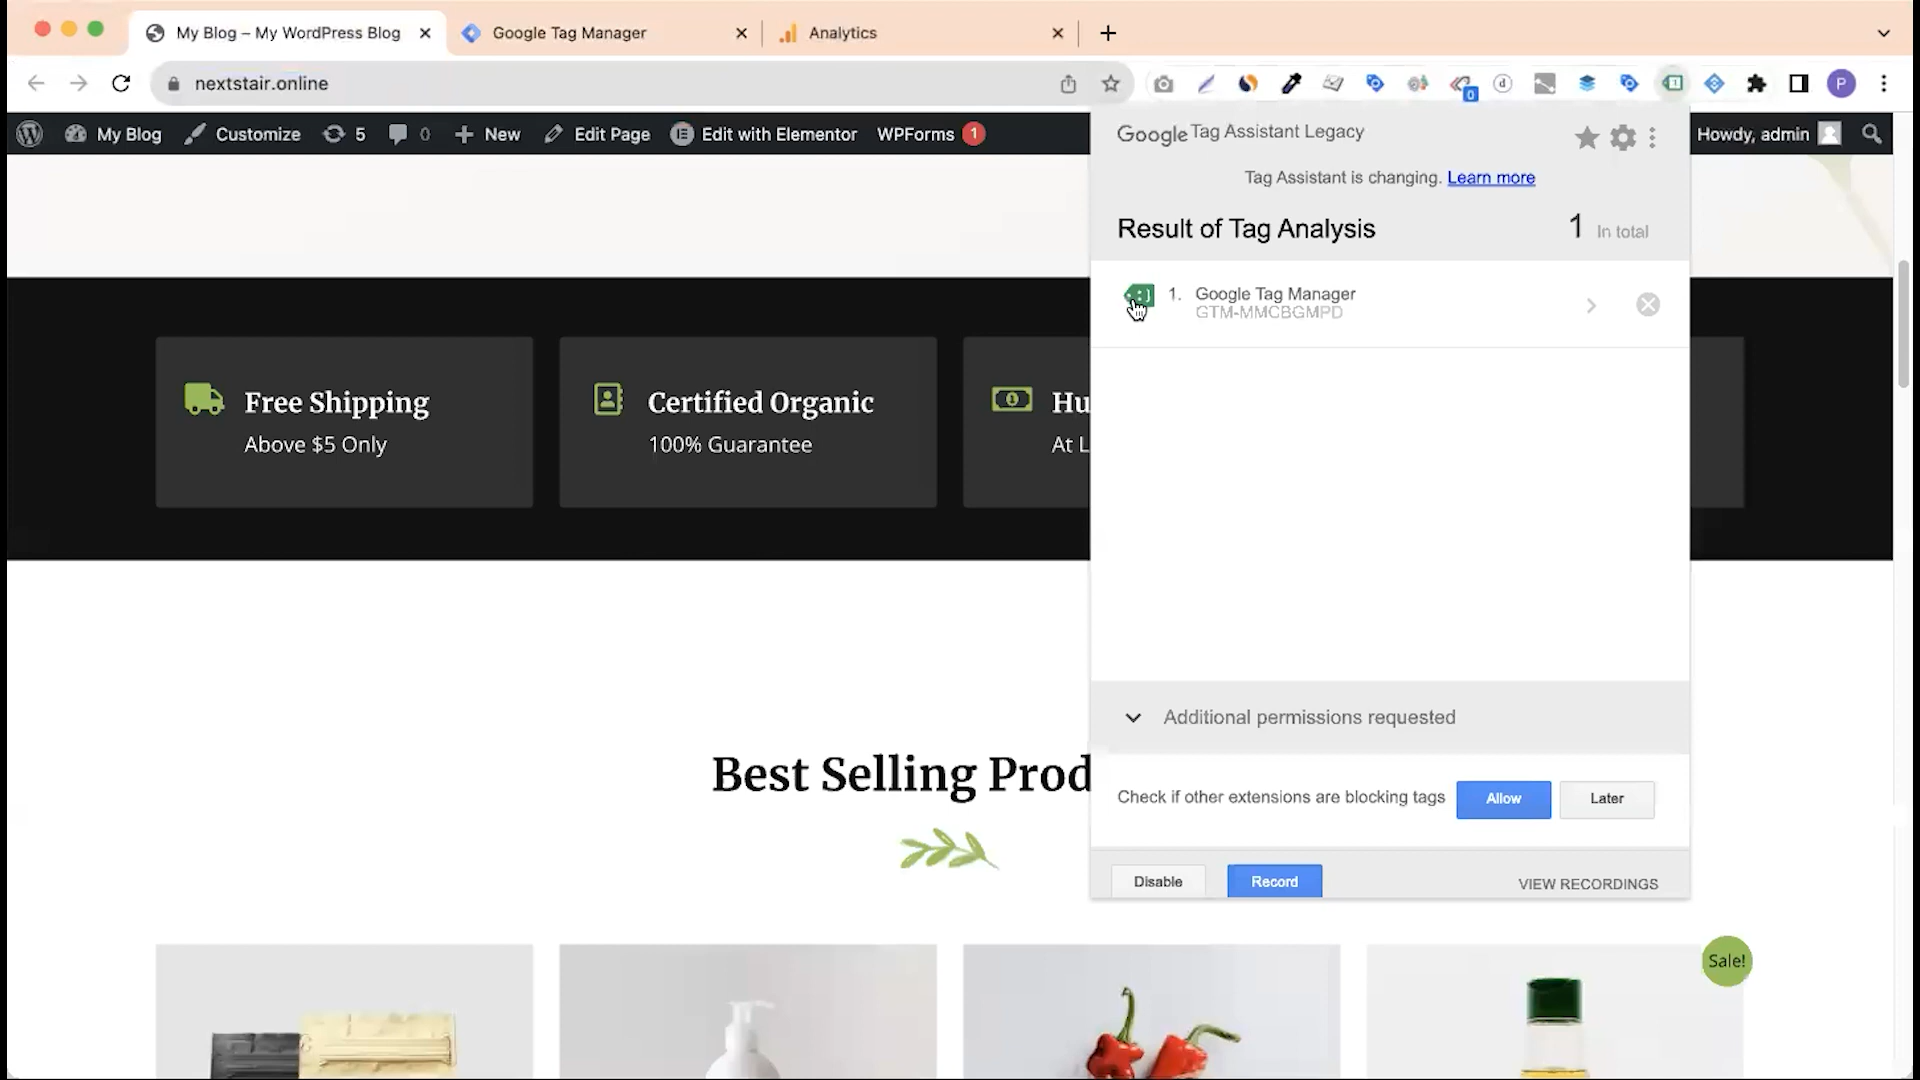 My Blog – My WordPress Blog
Google Tag Manager
Analytics
nextstair.online
0
d
P
My Blog
Customize
5
0
New
Edit Page
Edit with Elementor
WPForms 1
Howdy, admin
Google Tag Assistant Legacy
Tag Assistant is changing. Learn more
Result of Tag Analysis
1 In total
1. Google Tag Manager
GTM-MMCBGMPD
Additional permissions requested
Check if other extensions are blocking tags
Allow
Later
Disable
Record
VIEW RECORDINGS
Free Shipping
Above $5 Only
Certified Organic
100% Guarantee
Hu
At L
Best Selling Prod
Sale!